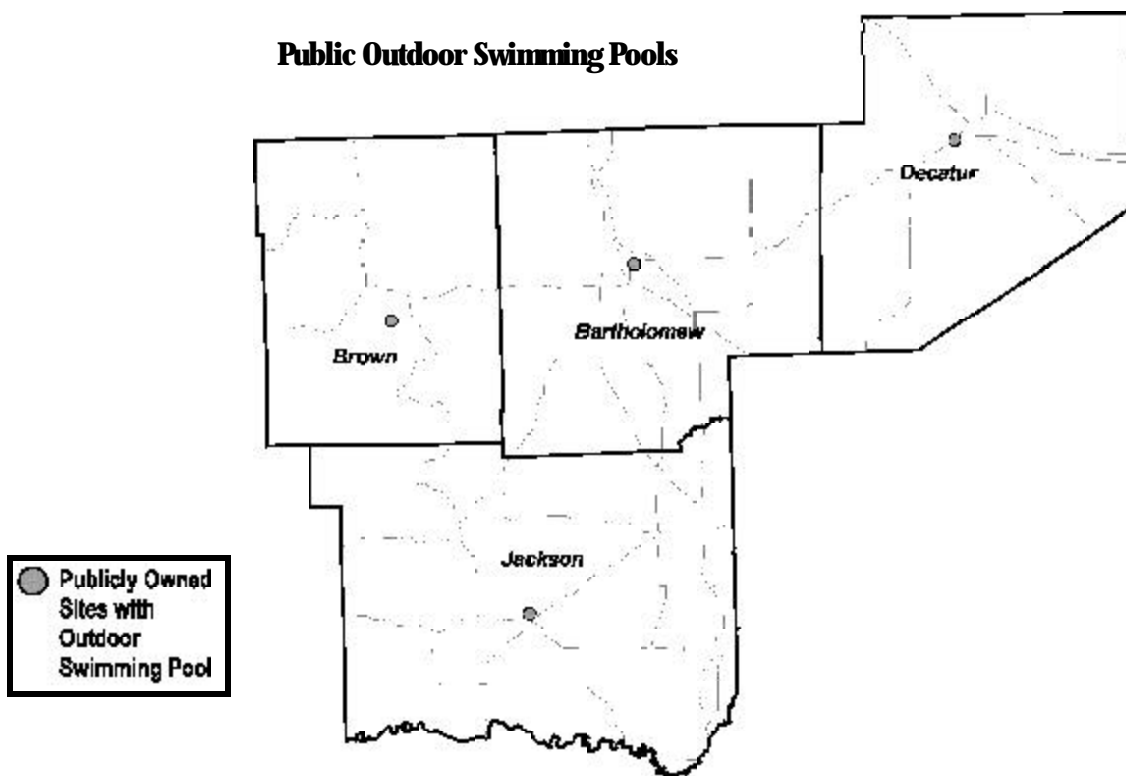 Public Outdoor Swimming Pools
Decatur
Bartholomew
Brown
Jackson
Publicly Owned
Sites with
Outdoor
Swimming Pool